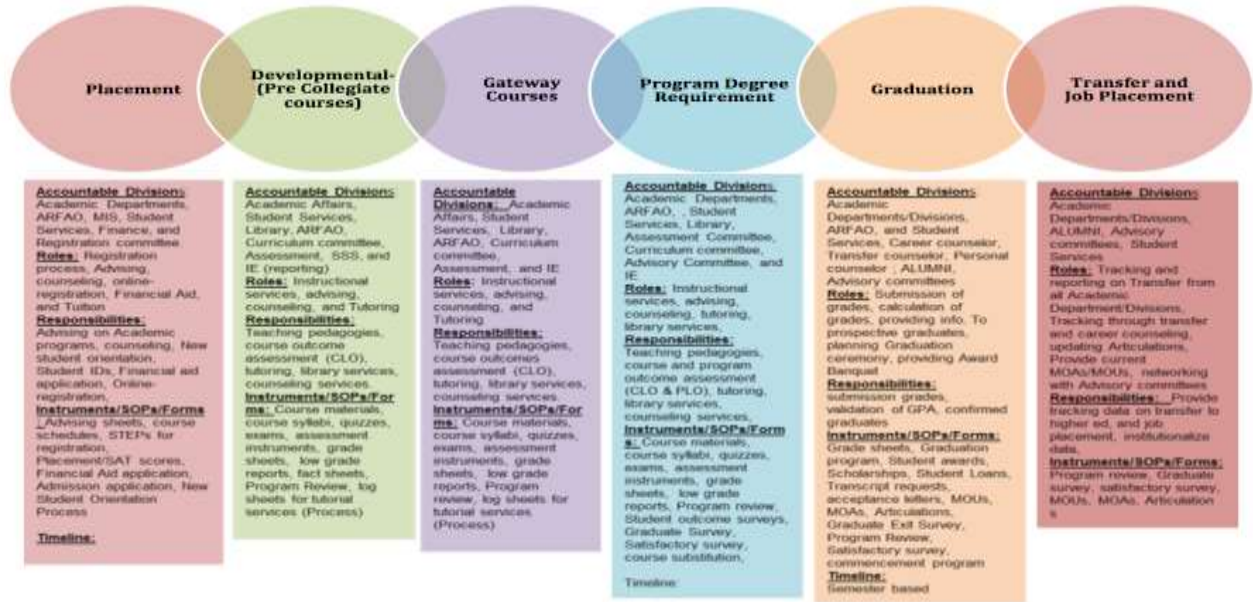 Placement
Developmental-
(Pre Collegiate
courses)
Gateway
Courses
Program Degree
Requirement
Graduation
Transfer and
Job Placement
Accountable Divisions
Academic Departments,
ARFAO, MIS, Student
Services, Finance, and
Registration committee
Roles: Registration
process, Advising,
counseling, online-
registration, Financial Aid,
and Tuition
Responsibilities:
Advising on Academic
programs, counseling, New
student orientation,
Student IDs, Financial aid
application, Online-
registration,
Instruments/SOPs/Forms
: Advising sheets, course
schedules, STEPs for
registration,
Placement/SAT scores,
Financial Aid application,
Admission application, New
Student Orientation
Process
Timeline:
Accountable Divisions
Academic Affairs,
Student Services,
Library, ARFAO,
Curriculum committee,
Assessment, SSS, and
IE (reporting)
Roles: Instructional
services, advising,
counseling, and Tutoring
Responsibilities:
Teaching pedagogies,
course outcome
assessment (CLO),
tutoring, library services,
counseling services.
Instruments/SOPs/For
ms: Course materials,
course syllabi, quizzes,
exams, assessment
instruments, grade
sheets, low grade
reports, fact sheets,
Program Review, log
sheets for tutorial
services (Process)
Accountable
Divisions: Academic
Affairs, Student
Services, Library,
ARFAO, Curriculum
committee,
Assessment, and IE
Roles: Instructional
services, advising,
counseling, and
Tutoring
Responsibilities:
Teaching pedagogies,
course outcomes
assessment (CLO),
tutoring, library services,
counseling services.
Instruments/SOPs/For
ms: Course materials,
course syllabi, quizzes,
exams, assessment
instruments, grade
sheets, low grade
reports, Program
review, log sheets for
tutorial services
(Process)
Accountable Divisions
Academic Departments,
ARFAO, , Student
Services, Library,
Assessment Committee,
Curriculum committee,
Advisory Committee, and
IE
Roles: Instructional
services, advising,
counseling, tutoring,
library services,
Responsibilities:
Teaching pedagogies,
course and program
outcome assessment
(CLO & PLO), tutoring,
library services,
counseling services,
Instruments/SOPs/Form
s: Course materials,
course syllabi, quizzes,
exams, assessment
instruments, grade
sheets, low grade
reports, Program review,
Student outcome surveys,
Graduate Survey,
Satisfactory survey,
course substitution,
Timeline:
Accountable Divisions
Academic
Departments/Divisions,
ARFAO, and Student
Services, Career counselor,
Transfer counselor, Personal
counselor , ALUMNI,
Advisory committees
Roles: Submission of
grades, calculation of
grades, providing info. To
prospective graduates,
planning Graduation
ceremony, providing Award
Banquet
Responsibilities:
submission grades,
validation of GPA, confirmed
graduates
Instruments/SOPs/Forms:
Grade sheets, Graduation
program, Student awards,
Scholarships, Student Loans,
Transcript requests,
acceptance letters, MOUs,
MOAs, Articulations,
Graduate Exit Survey,
Program Review,
Satisfactory survey,
commencement program
Timeline:
Semester based
Accountable Divisions
Academic
Departments/Divisions,
ALUMNI, Advisory
committees, Student
Services
Roles: Tracking and
reporting on Transfer from
all Academic
Department/Divisions,
Tracking through transfer
and career counseling,
updating Articulations,
Provide current
MOAs/MOUs, networking
with Advisory committees
Responsibilities: Provide
tracking data on transfer to
higher ed, and job
placement, institutionalize
data,
Instruments/SOPs/Forms:
Program review, Graduate
survey, satisfactory survey,
MOUs, MOAs, Articulation
s